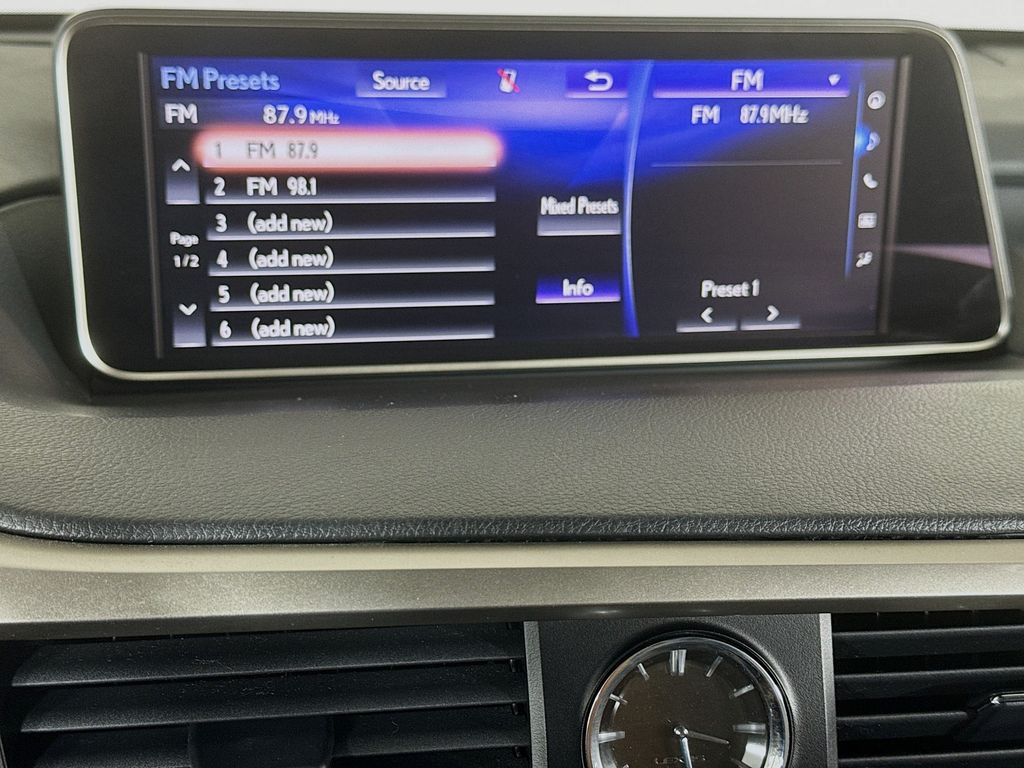 FM Presets Source FM
FM 87.9 MHz
FM 87.9MHz
1 FM 87.9
2 FM 98.1
3 (add new)
4 (add new)
5 (add new)
6 (add new)
Page
1/2
Mixed Presets
Info
Preset 1
LEXUS